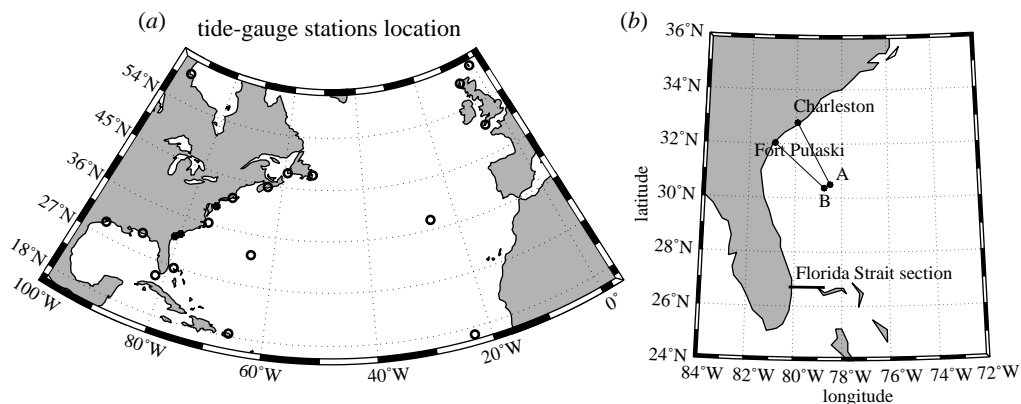 (a)
tide-gauge stations location
54˚N
45˚N
36˚N
27˚N
18˚N
100˚W
80˚W
60˚W
40˚W
20˚W
0˚
(b)
36˚N
34˚N
32˚N
30˚N
28˚N
26˚N
24˚N
latitude
Charleston
Fort Pulaski
A
B
Florida Strait section
84˚W 82˚W 80˚W 78˚W 76˚W 74˚W 72˚W
longitude